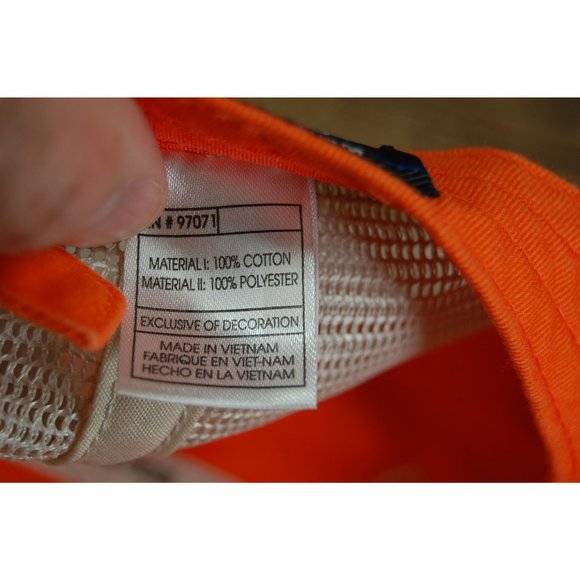 # 97071
MATERIAL I: 100% COTTON
MATERIAL II: 100% POLYESTER
EXCLUSIVE OF DECORATION
MADE IN VIETNAM
FABRIQUE EN VIET-NAM
HECHO EN LA VIETNAM